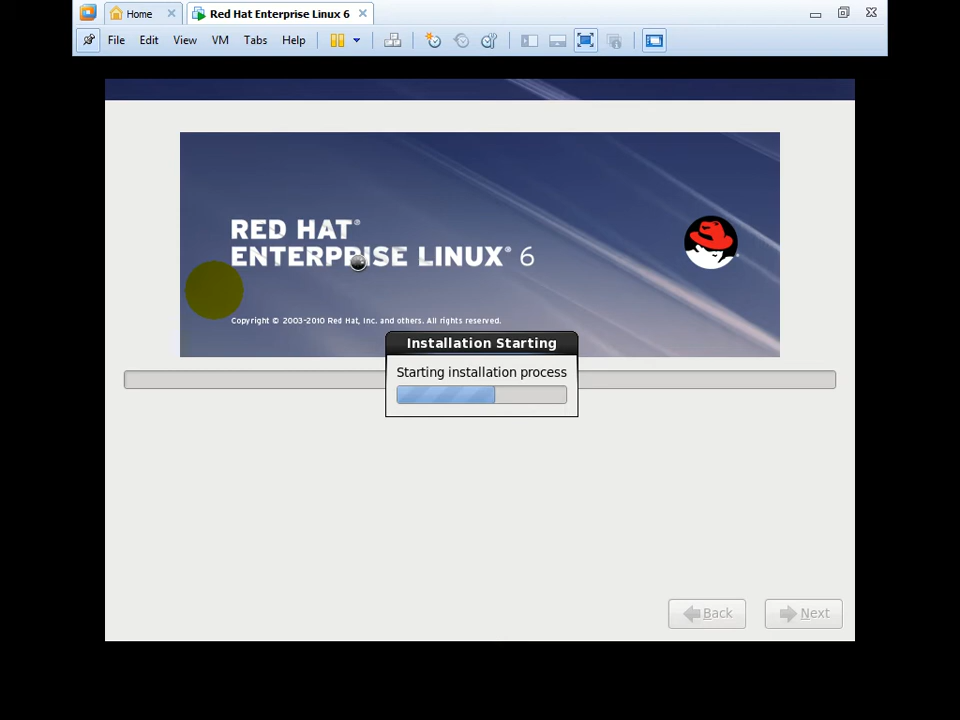 Home
Red Hat Enterprise Linux 6
File Edit View VM Tabs Help
RED HAT®
ENTERPRISE LINUX® 6
Copyright © 2003-2010 Red Hat, Inc. and others. All rights reserved.
Installation Starting
Starting installation process
Back Next